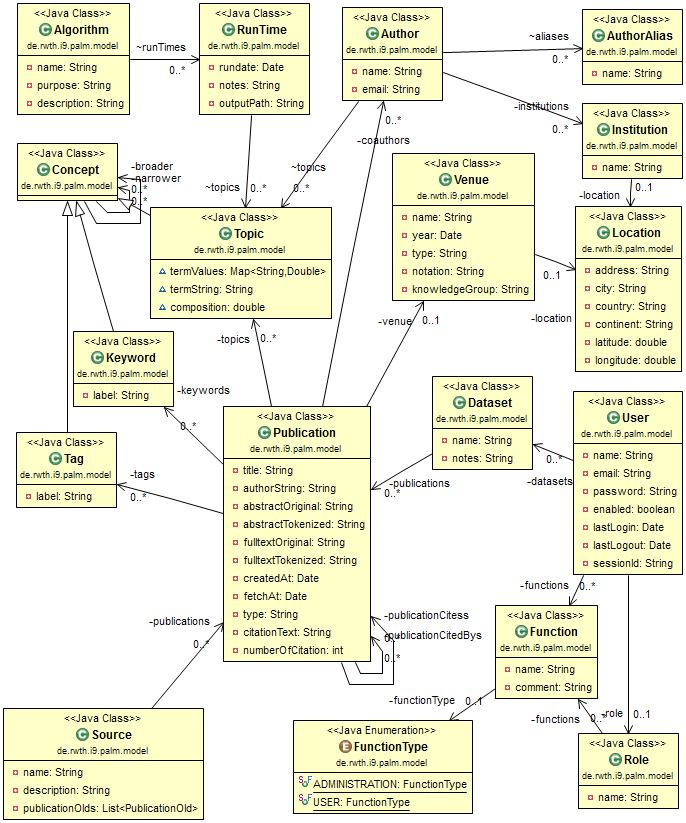 <<Java Class>>
Algorithm
de.rwth.i9.palm.model
name: String
purpose: String
description: String
~runTimes
0..*
<<Java Class>>
RunTime
de.rwth.i9.palm.model
rundate: Date
notes: String
outputPath: String
<<Java Class>>
Author
de.rwth.i9.palm.model
name: String
email: String
~aliases
0..*
<<Java Class>>
AuthorAlias
de.rwth.i9.palm.model
name: String
-institutions
0..*
<<Java Class>>
Institution
de.rwth.i9.palm.model
name: String
0..*
-coauthors
<<Java Class>>
Concept
de.rwth.i9.palm.model
-broader
-narrower
0..*
0..*
~topics
0..*
~topics
0..*
<<Java Class>>
Venue
de.rwth.i9.palm.model
name: String
year: Date
type: String
notation: String
knowledgeGroup: String
0..1
-location
<<Java Class>>
Location
de.rwth.i9.palm.model
address: String
city: String
country: String
continent: String
latitude: double
longitude: double
0..1
-location
<<Java Class>>
Topic
de.rwth.i9.palm.model
termValues: Map<String,Double>
termString: String
composition: double
-topics
0..*
-venue
0..1
<<Java Class>>
Keyword
de.rwth.i9.palm.model
label: String
-keywords
0..*
<<Java Class>>
Tag
de.rwth.i9.palm.model
label: String
-tags
0..*
<<Java Class>>
Publication
de.rwth.i9.palm.model
title: String
authorString: String
abstractOriginal: String
abstractTokenized: String
fulltextOriginal: String
fulltextTokenized: String
createdAt: Date
fetchAt: Date
type: String
citationText: String
numberOfCitation: int
<<Java Class>>
Dataset
de.rwth.i9.palm.model
name: String
notes: String
-publications
0..*
<<Java Class>>
User
de.rwth.i9.palm.model
name: String
email: String
password: String
enabled: boolean
lastLogin: Date
lastLogout: Date
sessionId: String
0..*
-datasets
-functions
0..*
-publications
0..*
-publicationCitess
0..*
-publicationCitedBys
0..*
<<Java Class>>
Function
de.rwth.i9.palm.model
name: String
comment: String
-functionType
0..1
-functions
0..*
-role
0..1
<<Java Class>>
Source
de.rwth.i9.palm.model
name: String
description: String
publicationOlds: List<PublicationOld>
<<Java Enumeration>>
FunctionType
de.rwth.i9.palm.model
ADMINISTRATION: FunctionType
USER: FunctionType
<<Java Class>>
Role
de.rwth.i9.palm.model
name: String